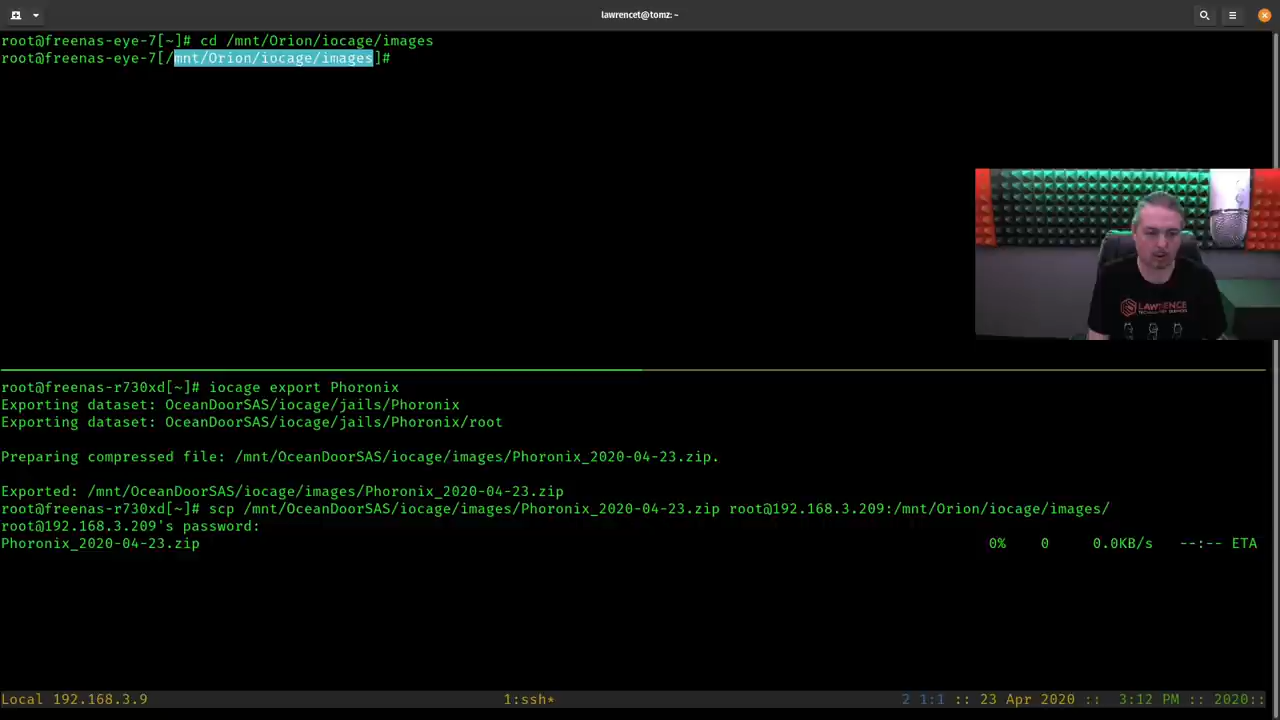 lawrencet@tomz: ~
root@freenas-eye-7[~]# cd /mnt/Orion/iocage/images
root@freenas-eye-7[/mnt/Orion/iocage/images]#
LAWRENCE
root@freenas-r730xd[~]# iocage export Phoronix
Exporting dataset: OceanDoorSAS/iocage/jails/Phoronix
Exporting dataset: OceanDoorSAS/iocage/jails/Phoronix/root
Preparing compressed file: /mnt/OceanDoorSAS/iocage/images/Phoronix_2020-04-23.zip.
Exported: /mnt/OceanDoorSAS/iocage/images/Phoronix_2020-04-23.zip
root@freenas-r730xd[~]# scp /mnt/OceanDoorSAS/iocage/images/Phoronix_2020-04-23.zip root@192.168.3.209:/mnt/Orion/iocage/images/
root@192.168.3.209's password:
Phoronix_2020-04-23.zip 0% 0 0.0KB/s --:-- ETA
Local 192.168.3.9 1:ssh* 2 1:1 :: 23 Apr 2020 :: 3:12 PM :: 2020::